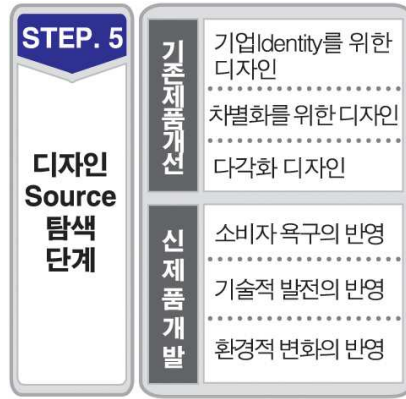 STEP. 5
디자인
Source
탐색
단계
기존제품개선
기업Identity를 위한
디자인
차별화를 위한 디자인
다각화 디자인
신제품개발
소비자 욕구의 반영
기술적 발전의 반영
환경적 변화의 반영